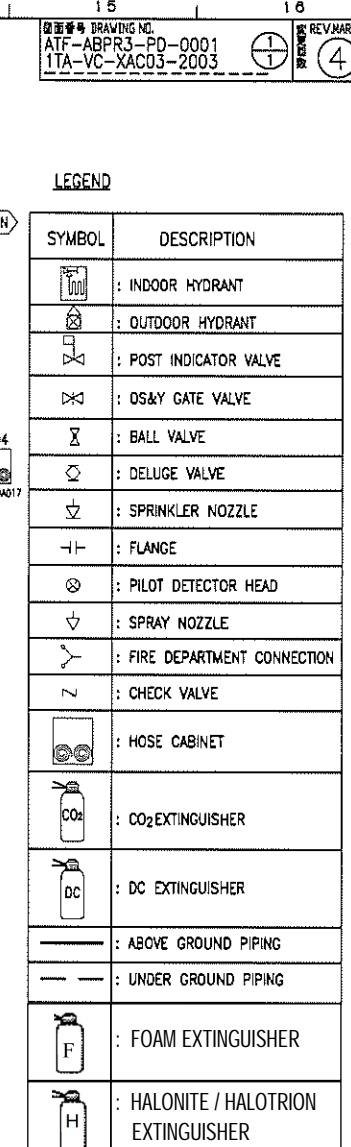 15 16
図面番号 DRAWING NO.
ATF-ABPR3-PD-0001
1TA-VC-XAC03-2003
1
1
REV.MAR
4
LEGEND
N
SYMBOL DESCRIPTION
: INDOOR HYDRANT
: OUTDOOR HYDRANT
: POST INDICATOR VALVE
: OS&Y GATE VALVE
: BALL VALVE
: DELUGE VALVE
: SPRINKLER NOZZLE
: FLANGE
: PILOT DETECTOR HEAD
: SPRAY NOZZLE
: FIRE DEPARTMENT CONNECTION
: CHECK VALVE
: HOSE CABINET
CO2 : CO2 EXTINGUISHER
DC : DC EXTINGUISHER
: ABOVE GROUND PIPING
: UNDER GROUND PIPING
F : FOAM EXTINGUISHER
H : HALONITE / HALOTRION
EXTINGUISHER